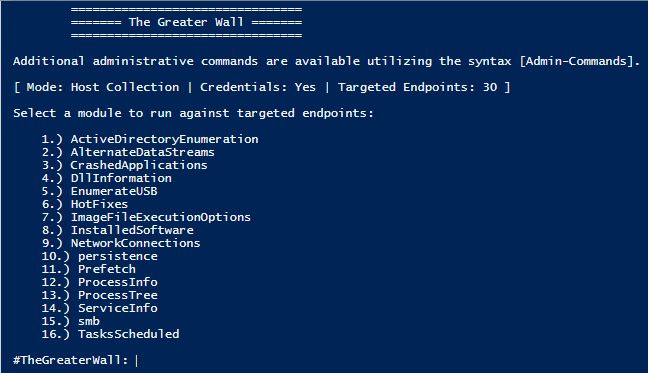 ================================
======= The Greater Wall =======
================================
Additional administrative commands are available utilizing the syntax [Admin-Commands].
[ Mode: Host Collection | Credentials: Yes | Targeted Endpoints: 30 ]
Select a module to run against targeted endpoints:
1.) ActiveDirectoryEnumeration
2.) AlternateDataStreams
3.) CrashedApplications
4.) DllInformation
5.) EnumerateUSB
6.) HotFixes
7.) ImageFileExecutionOptions
8.) InstalledSoftware
9.) NetworkConnections
10.) persistence
11.) Prefetch
12.) ProcessInfo
13.) ProcessTree
14.) ServiceInfo
15.) smb
16.) TasksScheduled
#TheGreaterWall: